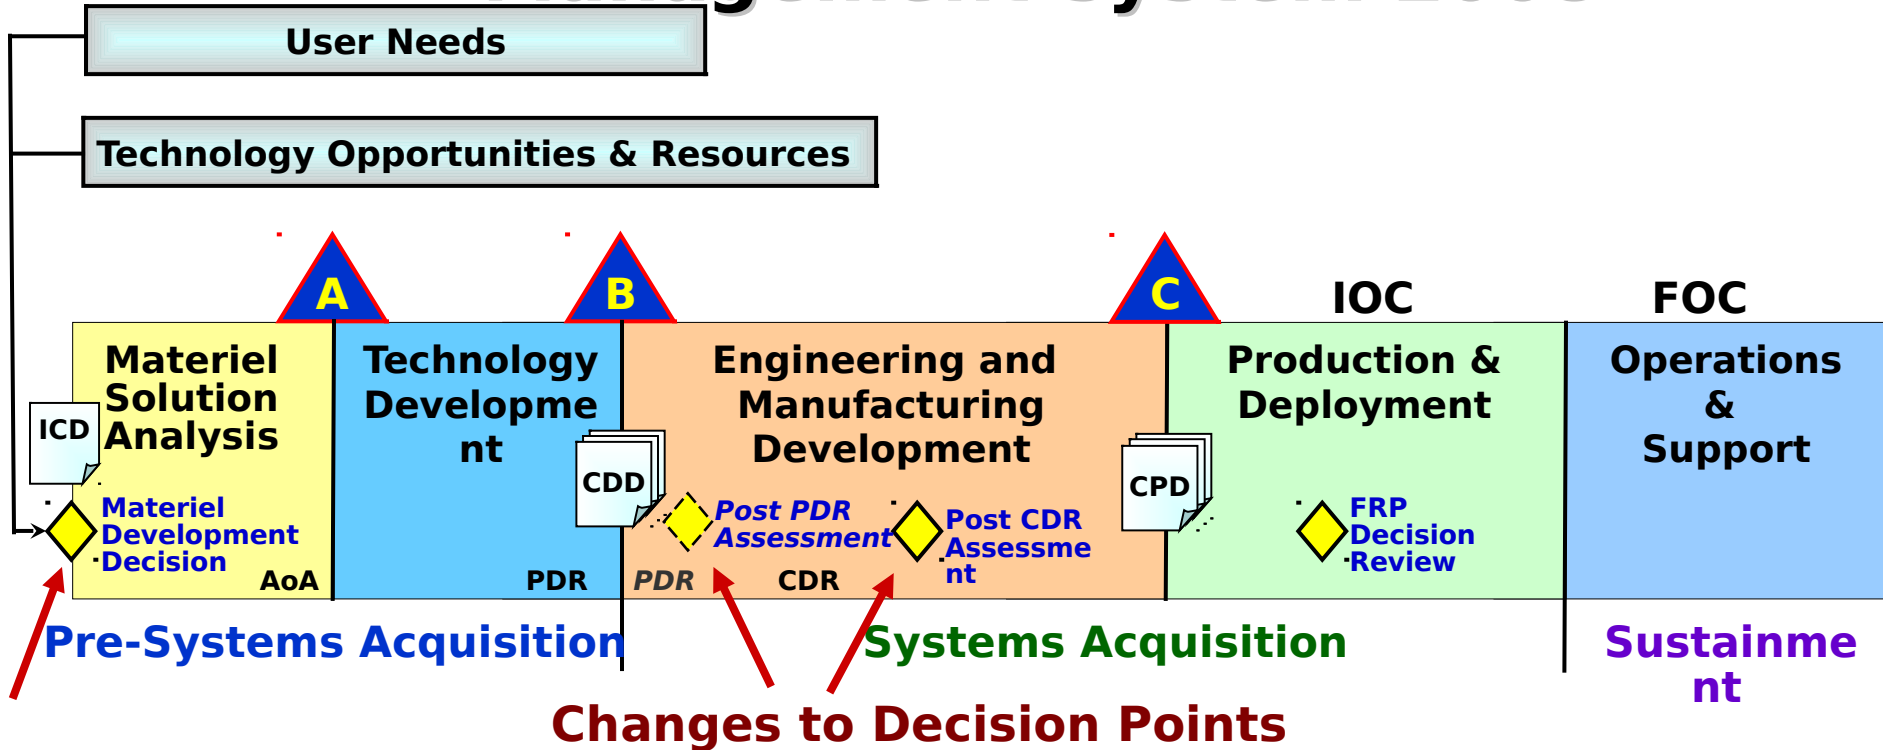 User Needs
Technology Opportunities & Resources
A
B
C
IOC
FOC
Materiel
Solution
Analysis
Technology
Developme
nt
Engineering and
Manufacturing
Development
Production &
Deployment
Operations
&
Support
ICD
CDD
CPD
Materiel
Development
Decision
Post PDR
Assessment
Post CDR
Assessme
nt
FRP
Decision
Review
AoA
PDR
PDR
CDR
Pre-Systems Acquisition
Systems Acquisition
Sustainme
nt
Changes to Decision Points